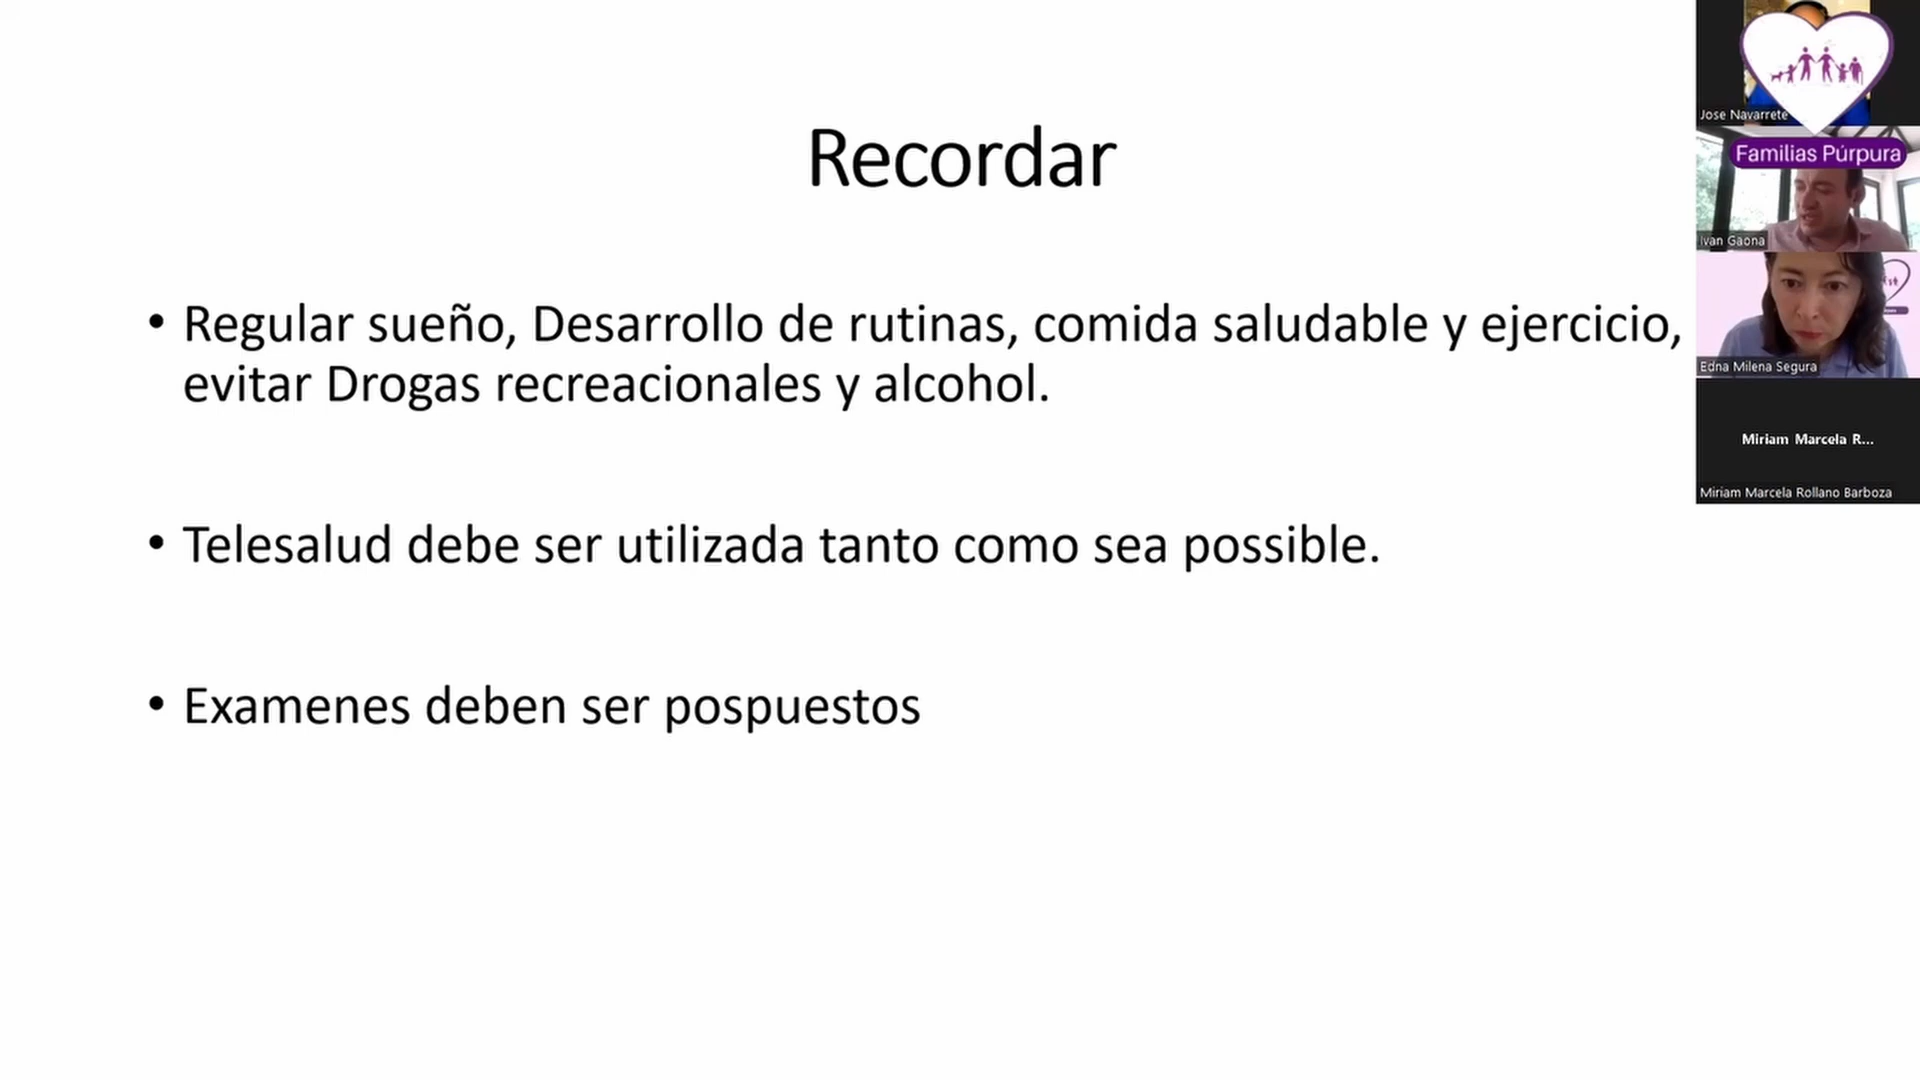 Recordar
• Regular sueño, Desarrollo de rutinas, comida saludable y ejercicio,
evitar Drogas recreacionales y alcohol.
• Telesalud debe ser utilizada tanto como sea possible.
• Examenes deben ser pospuestos
Jose Navarrete
Familias Púrpura
Ivan Gaona
Edna Milena Segura
Miriam Marcela R...
Miriam Marcela Rollano Barboza